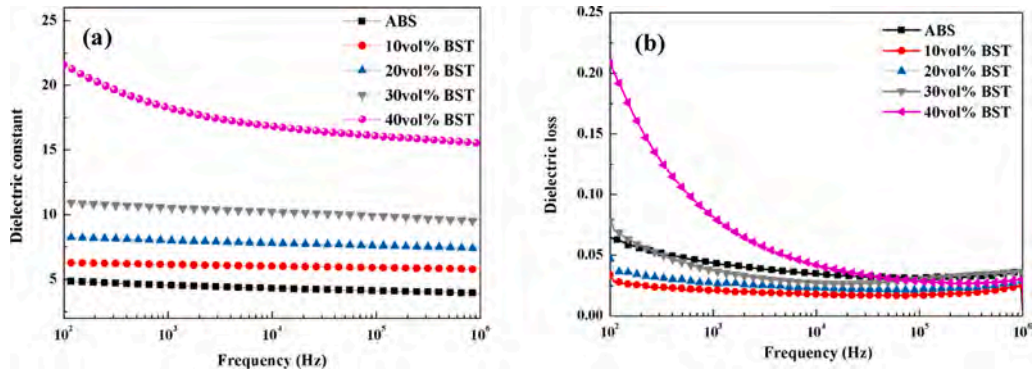 (a)
ABS
10vol% BST
20vol% BST
30vol% BST
40vol% BST
25
20
15
10
5
Dielectric constant
10² 10³ 10⁴ 10⁵ 10⁶
Frequency (Hz)
(b)
ABS
10vol% BST
20vol% BST
30vol% BST
40vol% BST
0.25
0.20
0.15
0.10
0.05
0.00
Dielectric loss
10² 10³ 10⁴ 10⁵ 10⁶
Frequency (Hz)